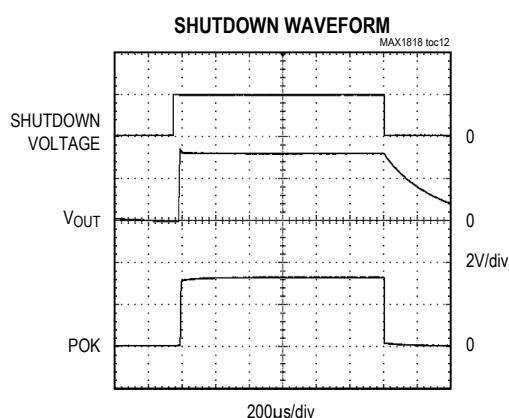 SHUTDOWN WAVEFORM
MAX1818 toc12
SHUTDOWN
VOLTAGE
0
VOUT
0
2V/div
POK
0
200µs/div